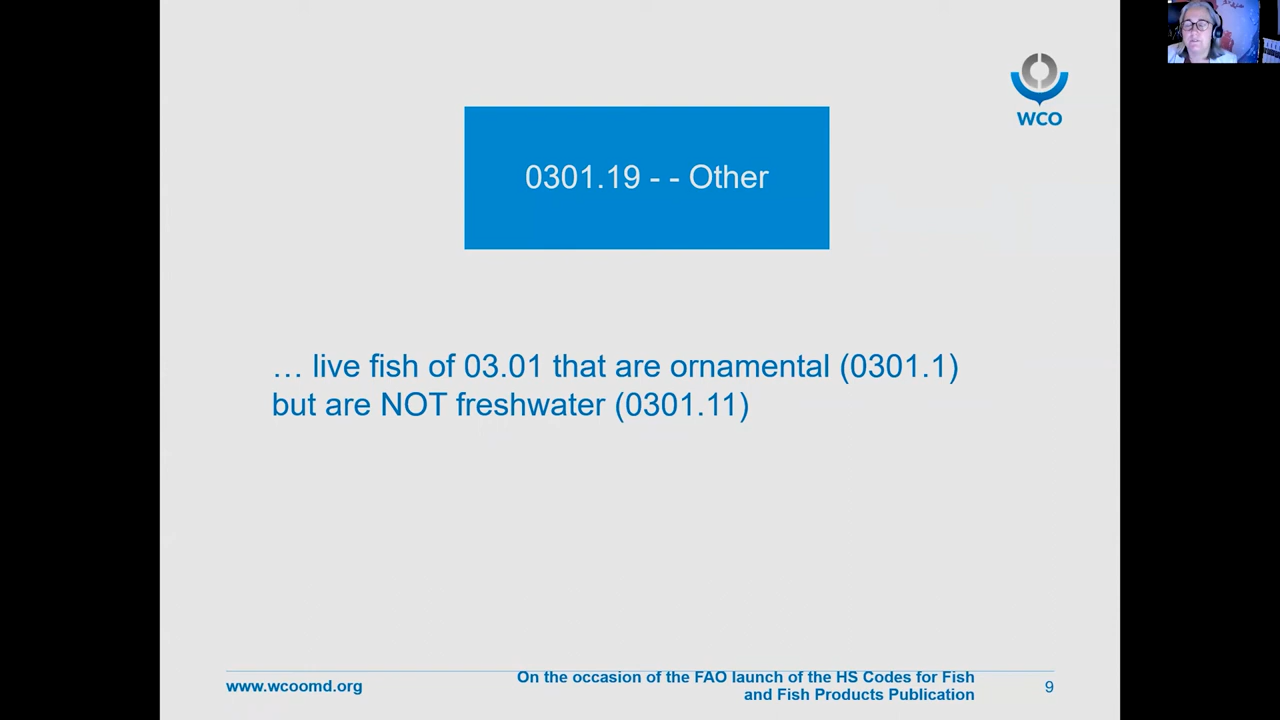 WCO
0301.19 - - Other
… live fish of 03.01 that are ornamental (0301.1)
but are NOT freshwater (0301.11)
www.wcoomd.org
On the occasion of the FAO launch of the HS Codes for Fish
and Fish Products Publication
9